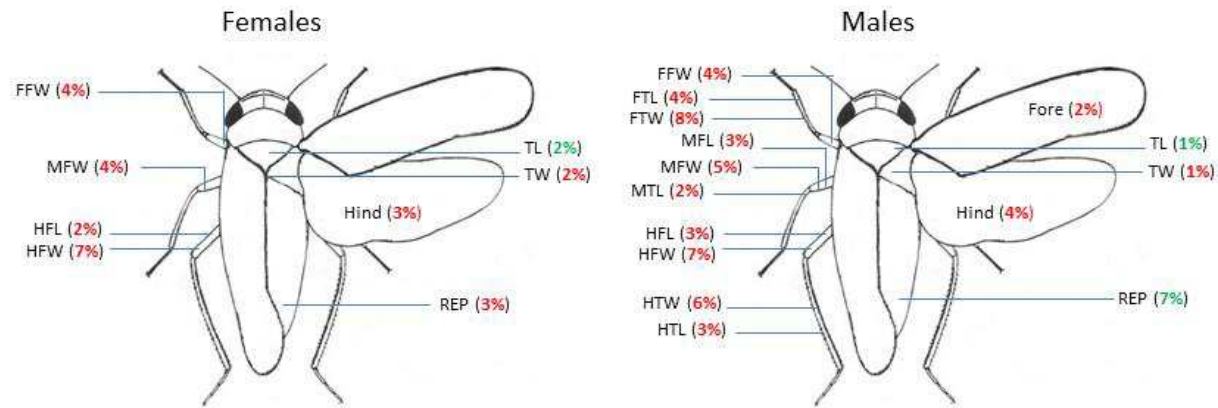 Females
FFW (4%)
MFW (4%)
HFL (2%)
HFW (7%)
TL (2%)
TW (2%)
Hind (3%)
REP (3%)
Males
FFW (4%)
FTL (4%)
FTW (8%)
MFL (3%)
MFW (5%)
MTL (2%)
HFL (3%)
HFW (7%)
HTW (6%)
HTL (3%)
Fore (2%)
TL (1%)
TW (1%)
Hind (4%)
REP (7%)